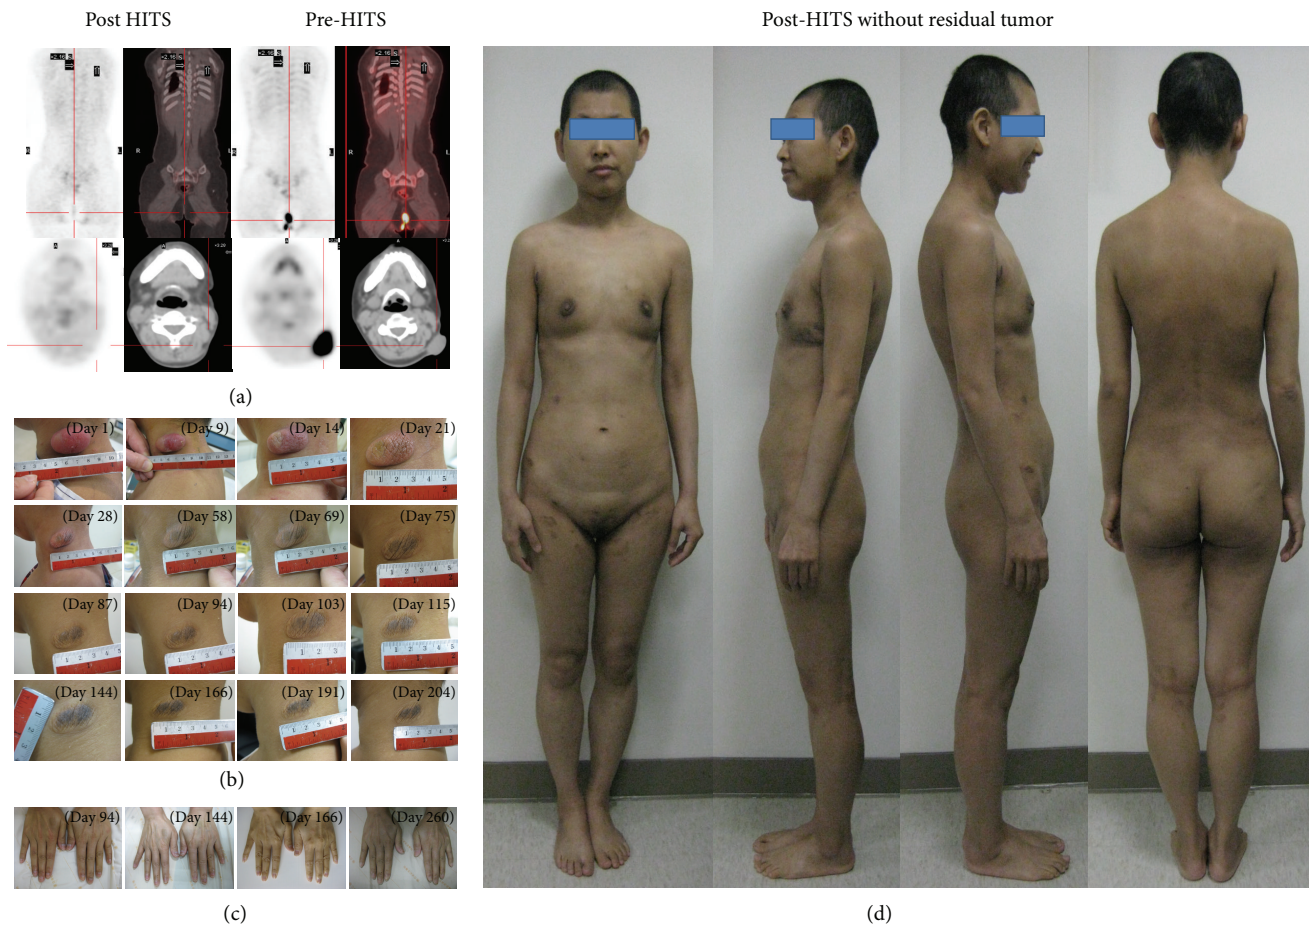 Post HITS
Pre-HITS
Post-HITS without residual tumor
(a)
(Day 1)
(Day 9)
(Day 14)
(Day 21)
(Day 28)
(Day 58)
(Day 69)
(Day 75)
(Day 87)
(Day 94)
(Day 103)
(Day 115)
(Day 144)
(Day 166)
(Day 191)
(Day 204)
(b)
(Day 94)
(Day 144)
(Day 166)
(Day 260)
(c)
(d)